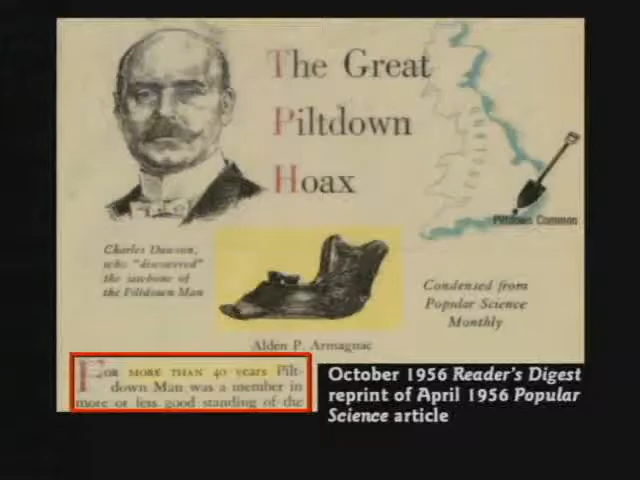 The Great
Piltdown
Hoax
ENGLAND
Piltdown Common
Charles Dawson,
who "discovered"
the jawbone of
the Piltdown Man
Condensed from
Popular Science
Monthly
Alden P. Armagnac
FOR MORE THAN 40 years Pilt-
down Man was a member in
more or less good standing of the
October 1956 Reader's Digest
reprint of April 1956 Popular
Science article